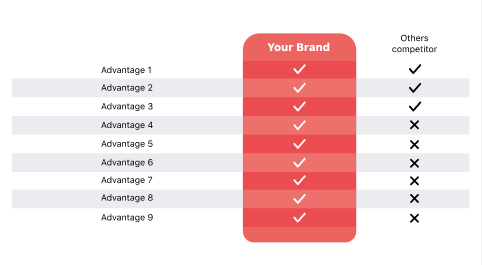 Your Brand
Others
competitor
Advantage 1
Advantage 2
Advantage 3
Advantage 4
Advantage 5
Advantage 6
Advantage 7
Advantage 8
Advantage 9